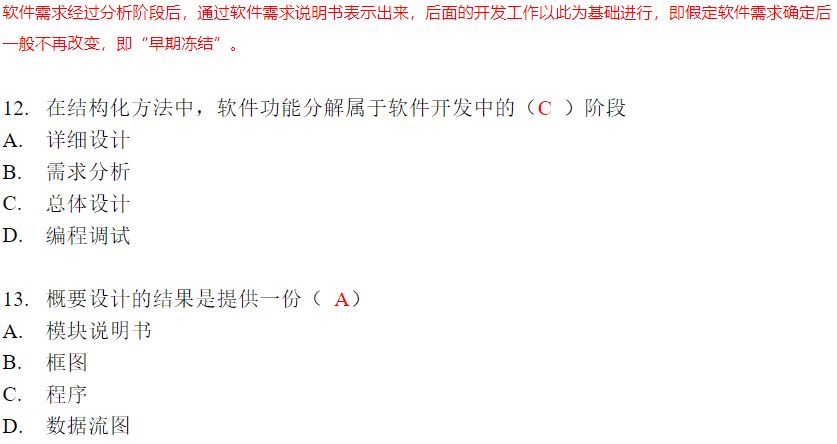 软件需求经过分析阶段后，通过软件需求说明书表示出来，后面的开发工作以此为基础进行，即假定软件需求确定后
一般不再改变，即“早期冻结”。
12. 在结构化方法中，软件功能分解属于软件开发中的（C ）阶段
A. 详细设计
B. 需求分析
C. 总体设计
D. 编程调试
13. 概要设计的结果是提供一份（ A）
A. 模块说明书
B. 框图
C. 程序
D. 数据流图